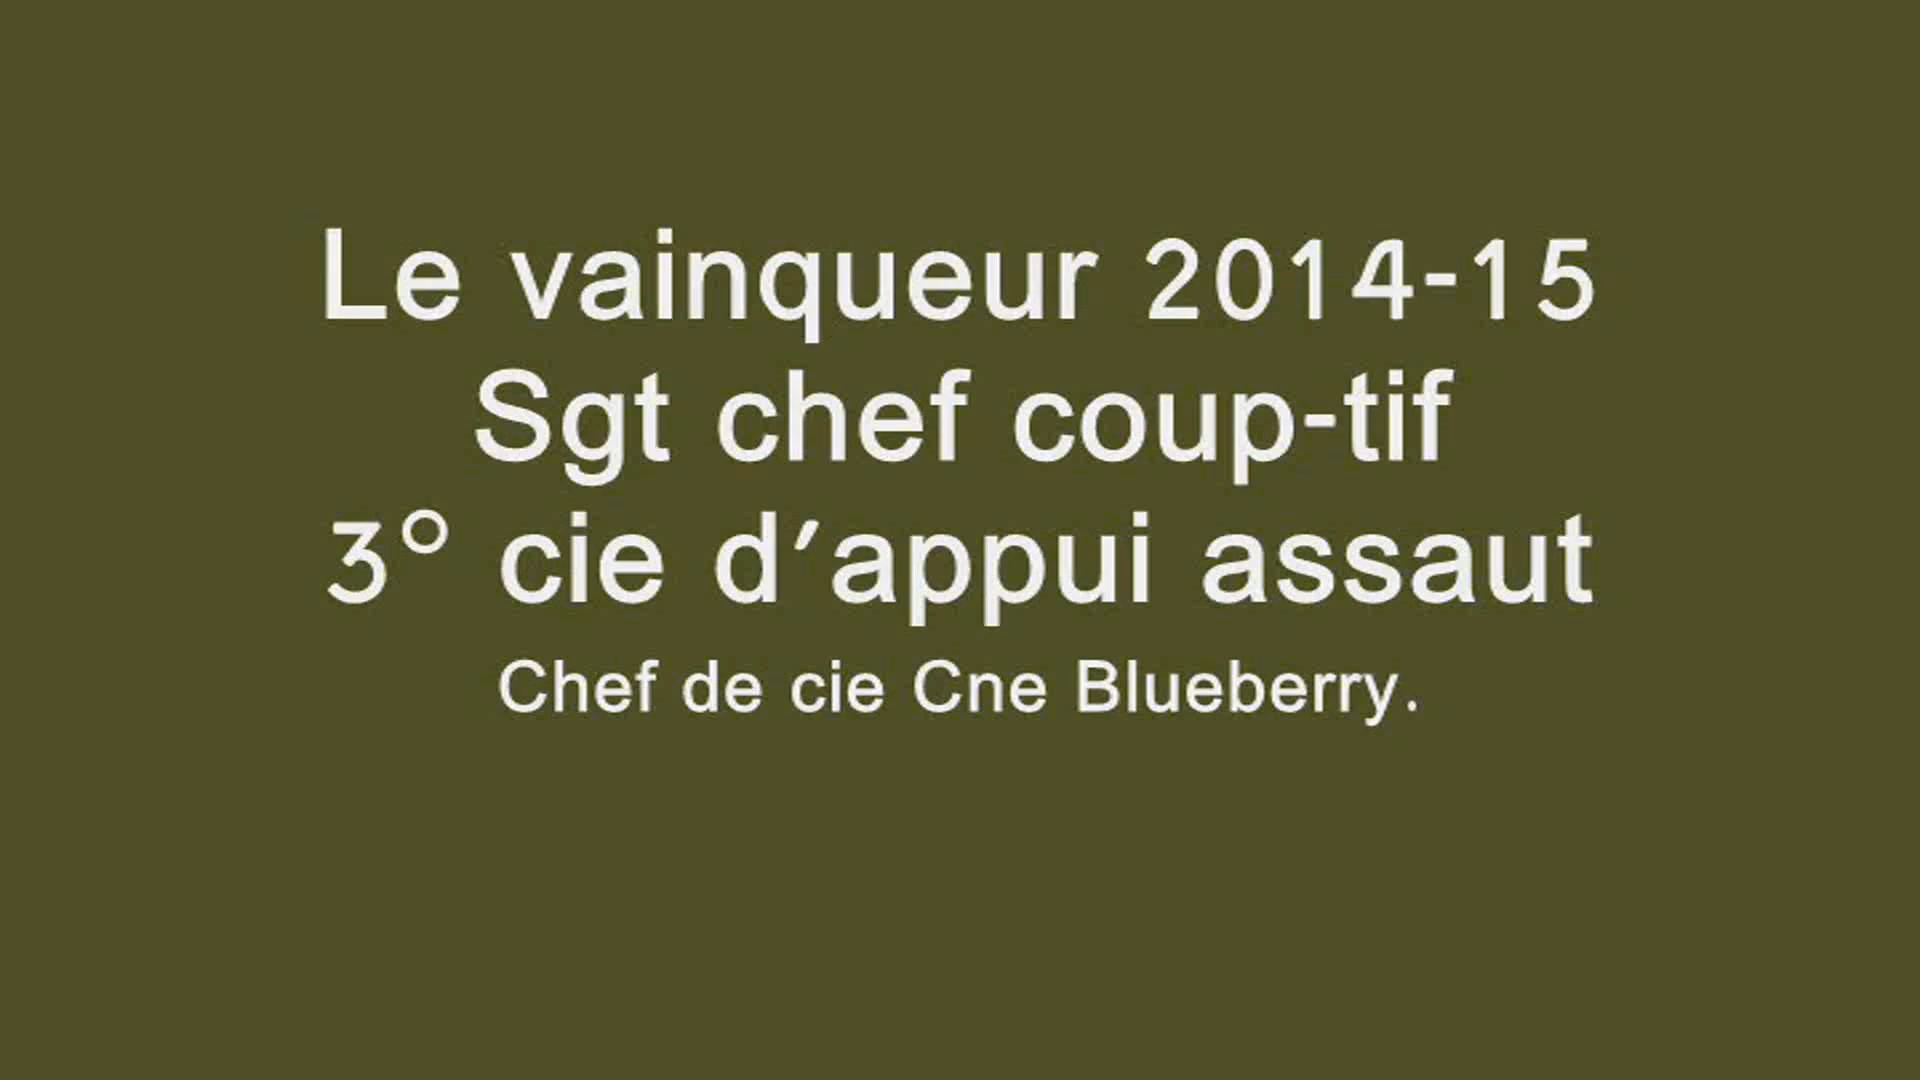 Le vainqueur 2014-15
Sgt chef coup-tif
3° cie d’appui assaut
Chef de cie Cne Blueberry.